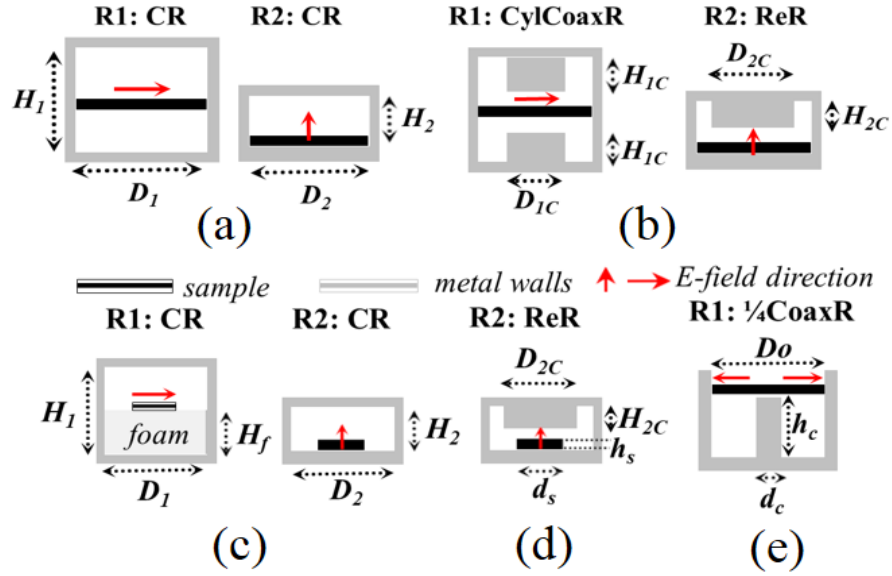 R1: CR
R2: CR
H1
H2
D1
D2
(a)
R1: CylCoaxR
R2: ReR
H1C
H1C
D1C
D2C
H2C
(b)
sample
metal walls
E-field direction
R1: CR
R2: CR
H1
foam
Hf
D1
H2
D2
(c)
R2: ReR
D2C
H2C
hs
ds
(d)
R1: ¼CoaxR
Do
hc
dc
(e)